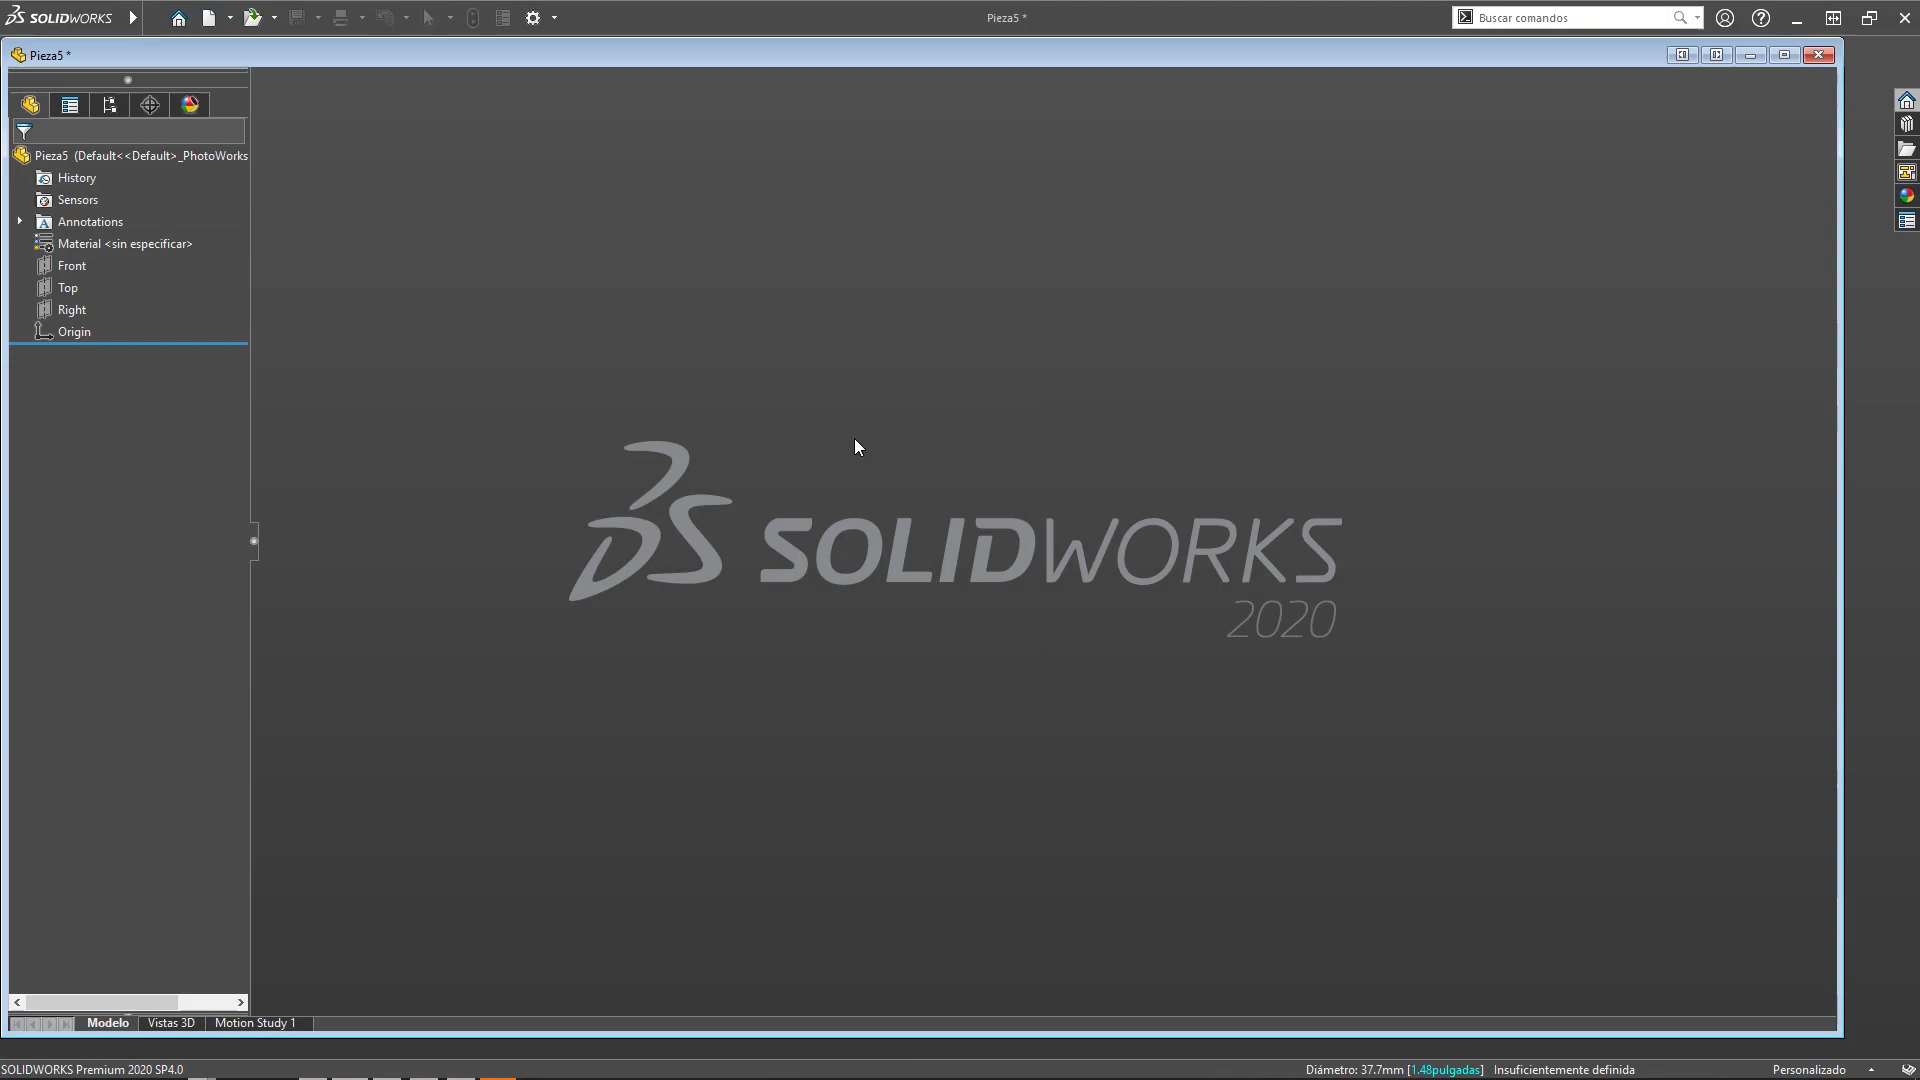 SOLIDWORKS
Pieza5 *
Buscar comandos
Pieza5 *
Pieza5 (Default<<Default>_PhotoWorks
History
Sensors
Annotations
Material <sin especificar>
Front
Top
Right
Origin
SOLIDWORKS
2020
Modelo
Vistas 3D
Motion Study 1
SOLIDWORKS Premium 2020 SP4.0
Diámetro: 37.7mm [1.48pulgadas]
Insuficientemente definida
Personalizado